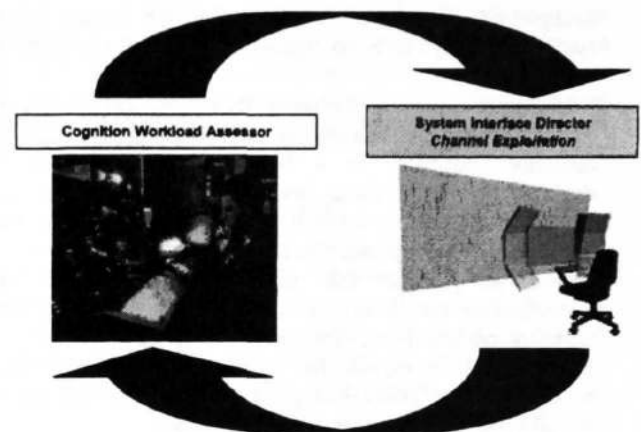 Cognition Workload Assessor
System Interface Director
Channel Exploitation